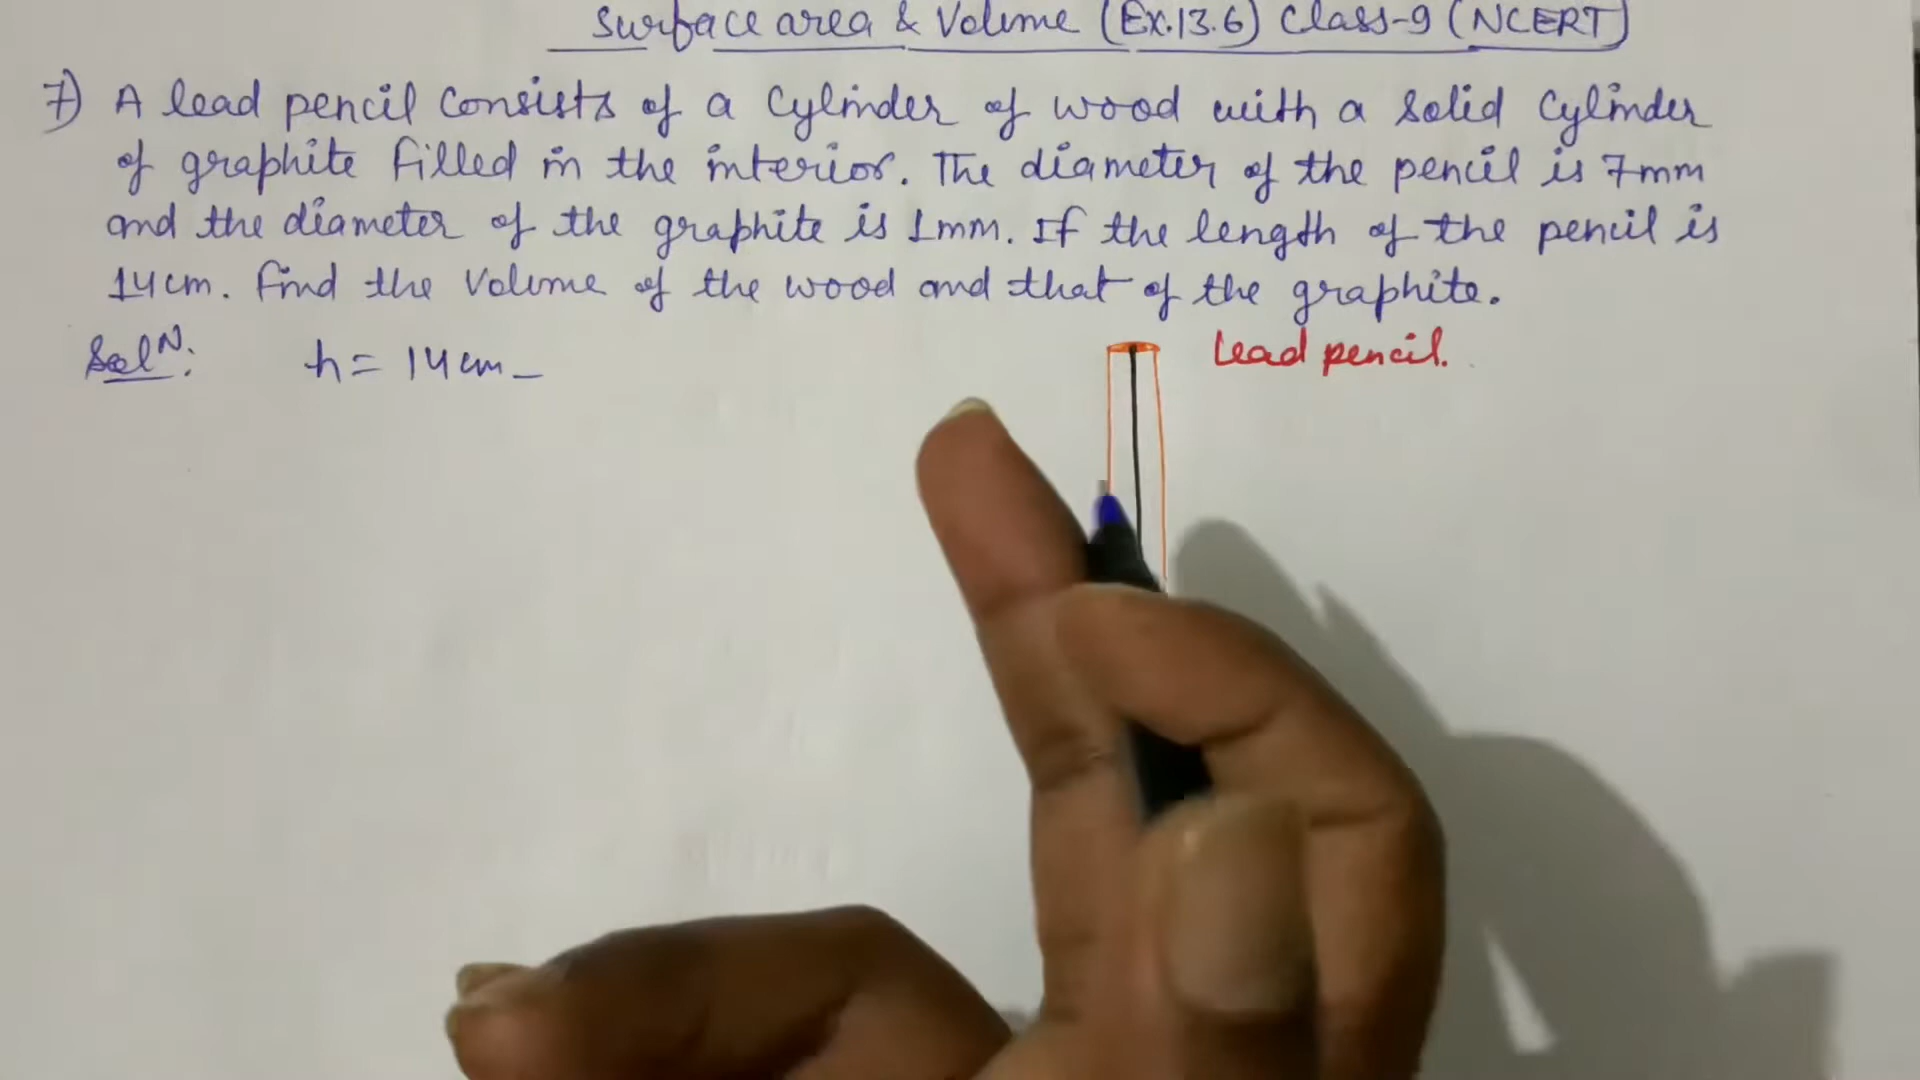 Surface area & Volume (Ex.13.6) Class-9 (NCERT)
7) A lead pencil consists of a Cylinder of wood with a solid Cylinder
of graphite filled in the interior. The diameter of the pencil is 7mm
and the diameter of the graphite is 1mm. If the length of the pencil is
14cm. find the Volume of the wood and that of the graphite.
Solᴺ: h = 14cm
Lead pencil.